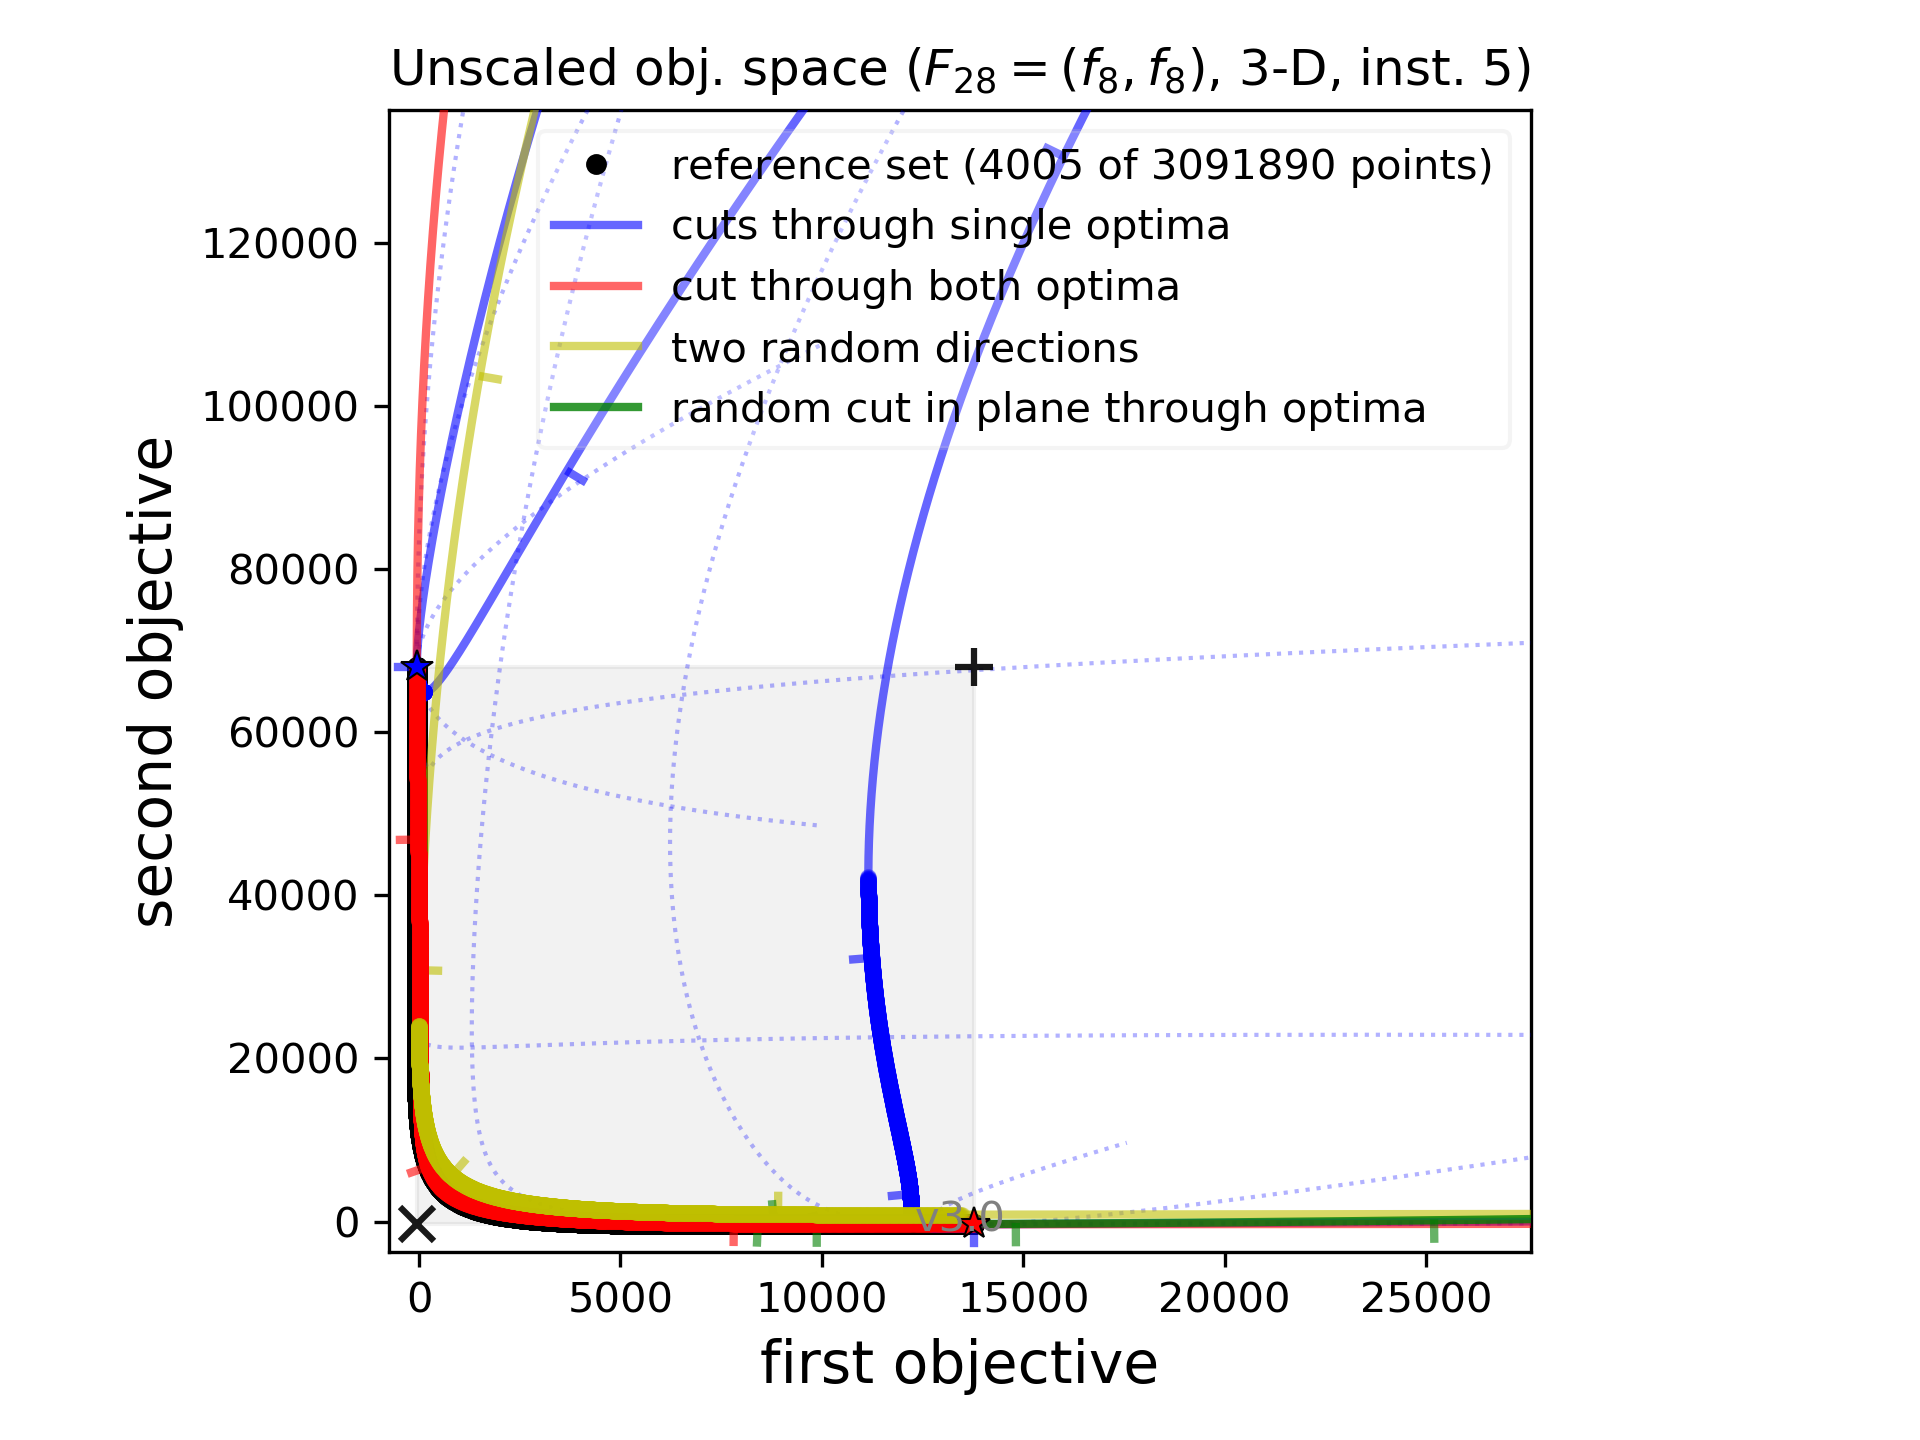 Unscaled obj. space (F28 = (f8, f8), 3-D, inst. 5)
reference set (4005 of 3091890 points)
cuts through single optima
cut through both optima
two random directions
random cut in plane through optima
second objective
120000
100000
80000
60000
40000
20000
0
v3.0
0 5000 10000 15000 20000 25000
first objective